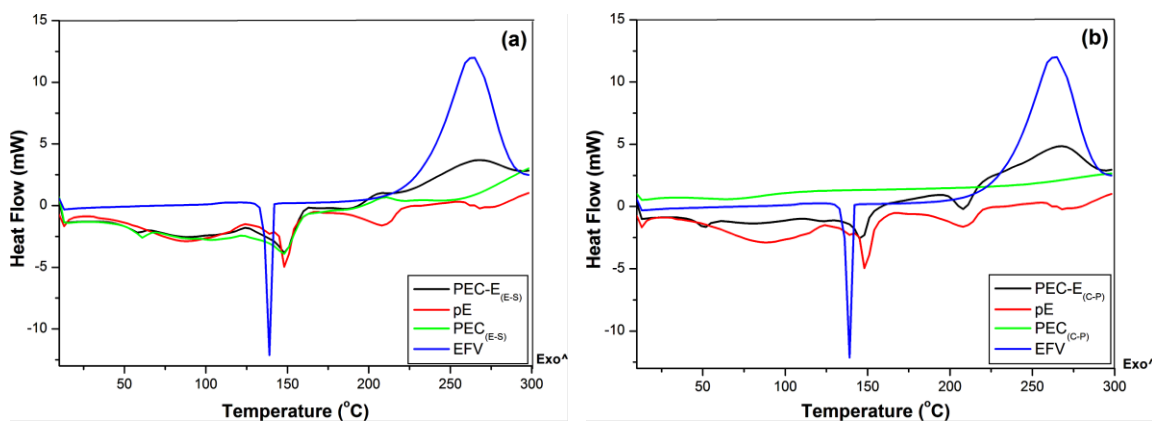 (a)
Heat Flow (mW)
15
10
5
0
-5
-10
PEC-E(E-S)
pE
PEC(E-S)
EFV
Exo^
50 100 150 200 250 300
Temperature (°C)
(b)
Heat Flow (mW)
15
10
5
0
-5
-10
PEC-E(C-P)
pE
PEC(C-P)
EFV
Exo^
50 100 150 200 250 300
Temperature (°C)